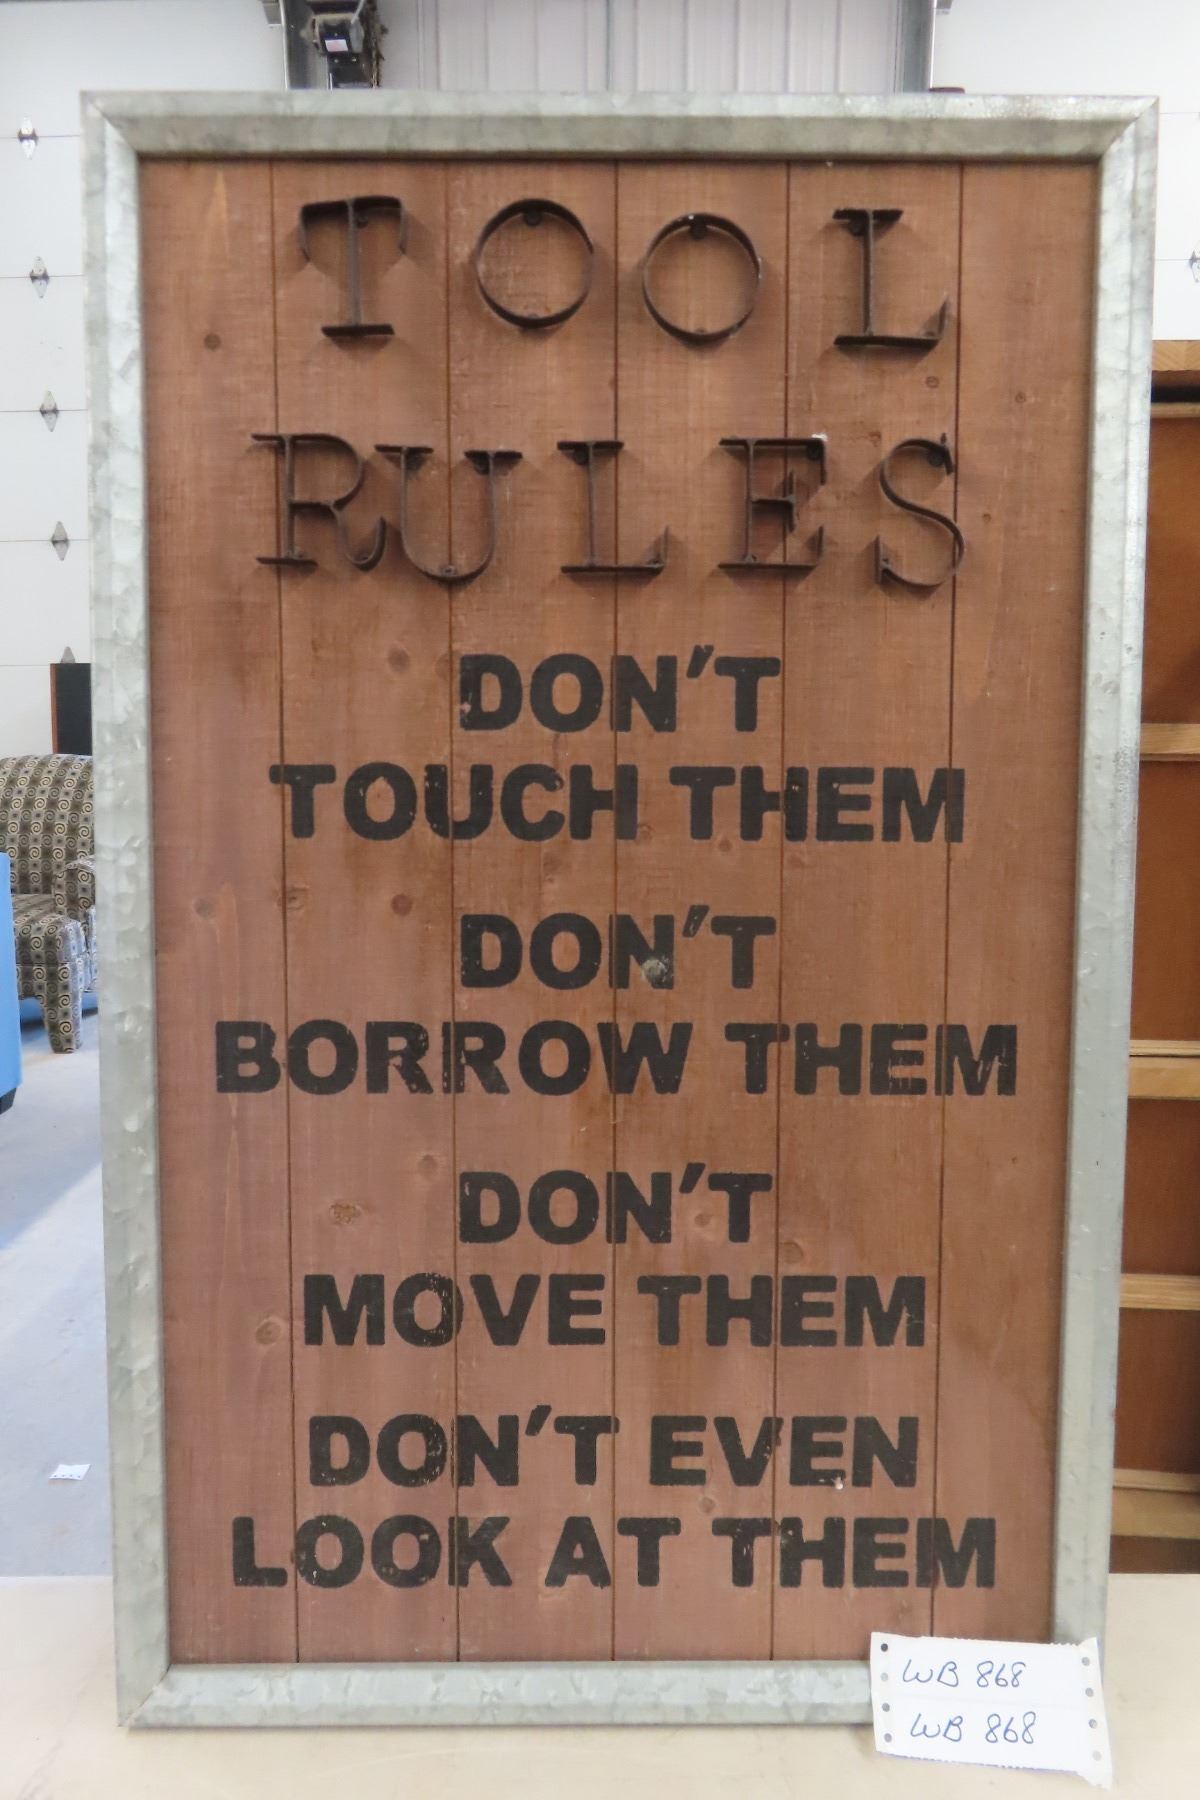 TOOL
RULES
DON'T
TOUCH THEM
DON'T
BORROW THEM
DON'T
MOVE THEM
DON'T EVEN
LOOK AT THEM
WB 868
WB 868